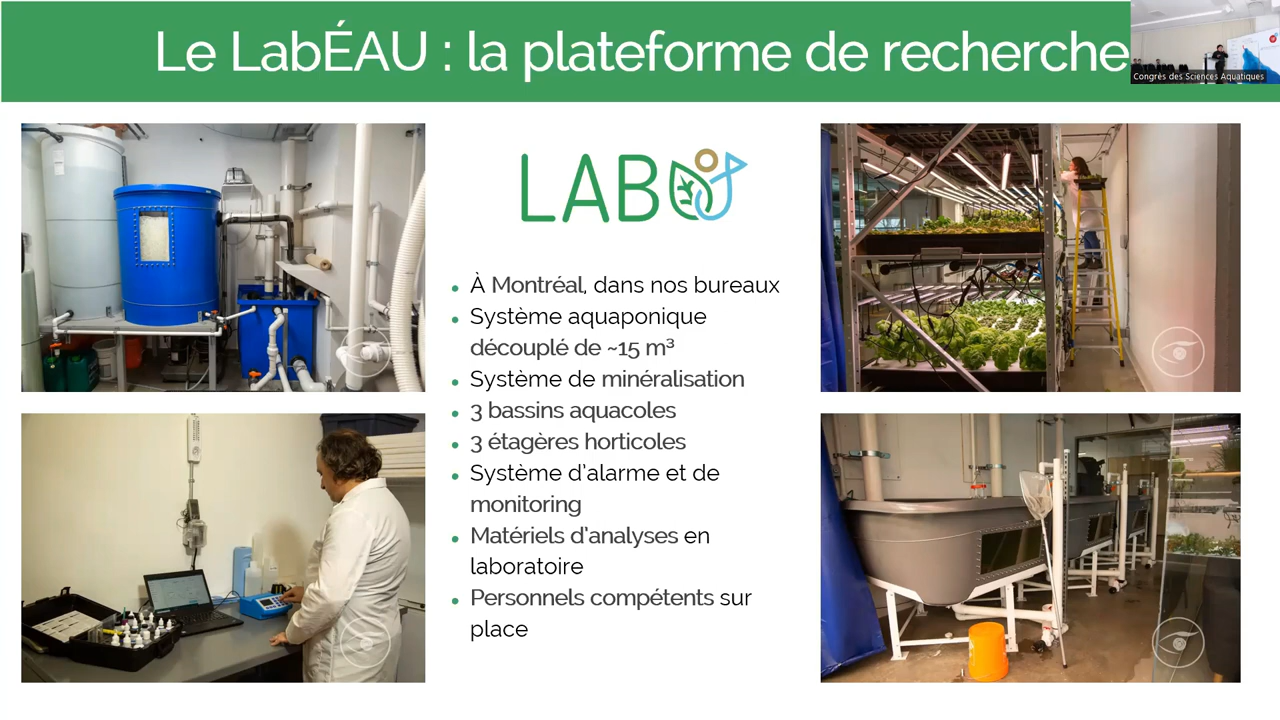 Le LabÉAU : la plateforme de recherche
Congrès des Sciences Aquatiques
LAB
À Montréal, dans nos bureaux
Système aquaponique
découplé de ~15 m³
Système de minéralisation
3 bassins aquacoles
3 étagères horticoles
Système d'alarme et de
monitoring
Matériels d'analyses en
laboratoire
Personnels compétents sur
place